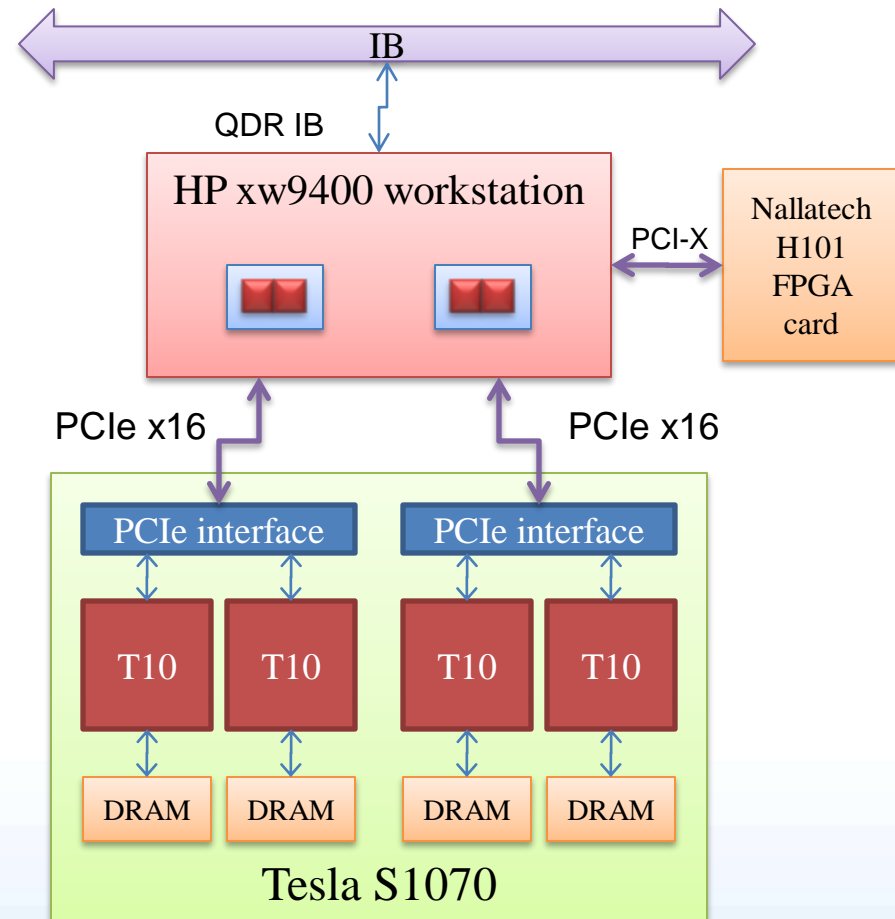 IB
QDR IB
HP xw9400 workstation
PCI-X
Nallatech
H101
FPGA
card
PCIe x16
PCIe x16
PCIe interface
PCIe interface
T10
T10
T10
T10
DRAM
DRAM
DRAM
DRAM
Tesla S1070